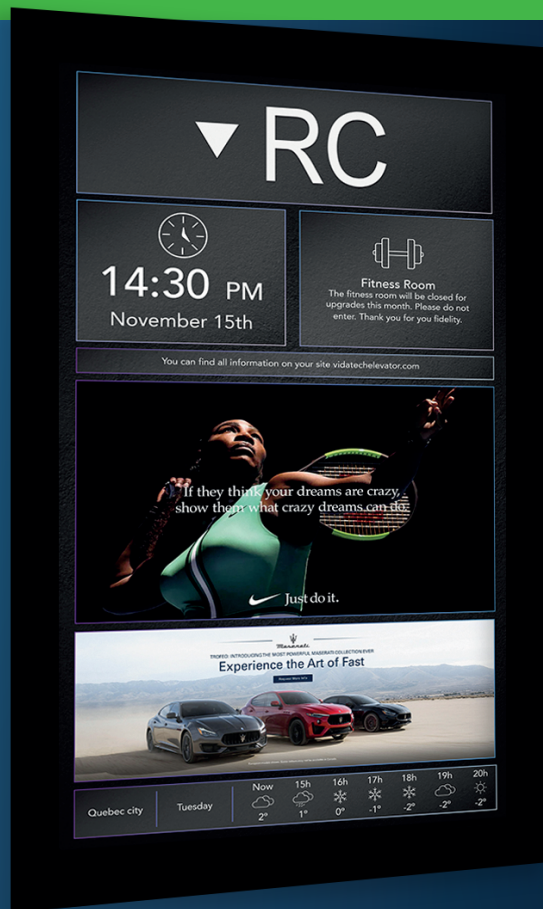 RC
14:30 PM
November 15th
Fitness Room
The fitness room will be closed for
upgrades this month. Please do not
enter. Thank you for you fidelity.
You can find all information on your site vidatechelevator.com
If they think your dreams are crazy,
show them what crazy dreams can do.
Just do it.
Maserati
TROFEO: INTRODUCING THE MOST POWERFUL MASERATI COLLECTION EVER
Experience the Art of Fast
Request More Info
Quebec city
Tuesday
Now 15h 16h 17h 18h 19h 20h
2° 1° 0° -1° -2° -2° -2°